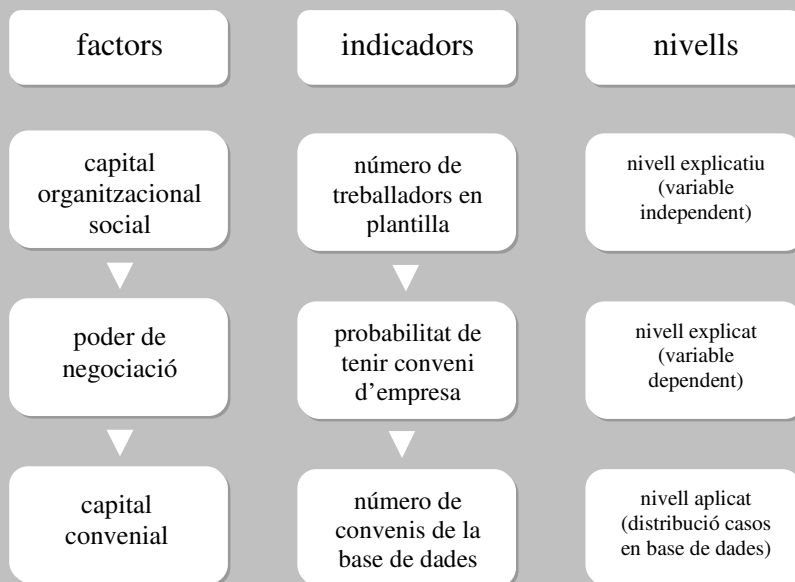 factors
indicadors
nivells
capital
organitzacional
social
número de
treballadors en
plantilla
nivell explicatiu
(variable
independent)
poder de
negociació
probabilitat de
tenir conveni
d’empresa
nivell explicat
(variable
dependent)
capital
convenial
número de
convenis de la
base de dades
nivell aplicat
(distribució casos
en base de dades)